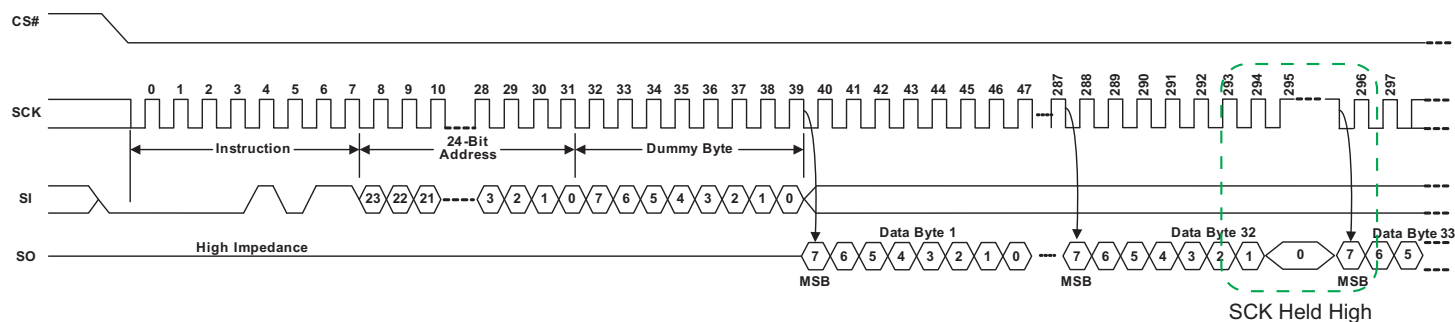 CS#
0 1 2 3 4 5 6 7 8 9 10 28 29 30 31 32 33 34 35 36 37 38 39 40 41 42 43 44 45 46 47 287 288 289 290 291 292 293 294 295 296 297
SCK
Instruction 24-Bit Address Dummy Byte
SI 23 22 21 3 2 1 0 7 6 5 4 3 2 1 0
High Impedance Data Byte 1 Data Byte 32 Data Byte 33
SO 7 6 5 4 3 2 1 0 7 6 5 4 3 2 1 0 7 6 5
MSB MSB MSB
SCK Held High